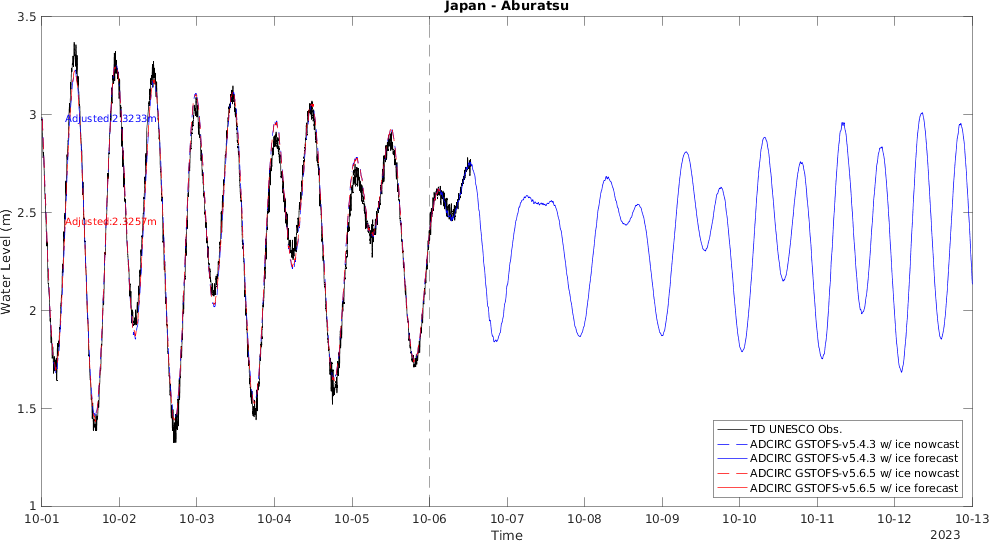 Japan - Aburatsu
3.5
3
2.5
2
1.5
1
Water Level (m)
Adjusted:2.3233m
Adjusted:2.3257m
TD UNESCO Obs.
ADCIRC GSTOFS-v5.4.3 w/ ice nowcast
ADCIRC GSTOFS-v5.4.3 w/ ice forecast
ADCIRC GSTOFS-v5.6.5 w/ ice nowcast
ADCIRC GSTOFS-v5.6.5 w/ ice forecast
10-01 10-02 10-03 10-04 10-05 10-06 10-07 10-08 10-09 10-10 10-11 10-12 10-13
Time
2023